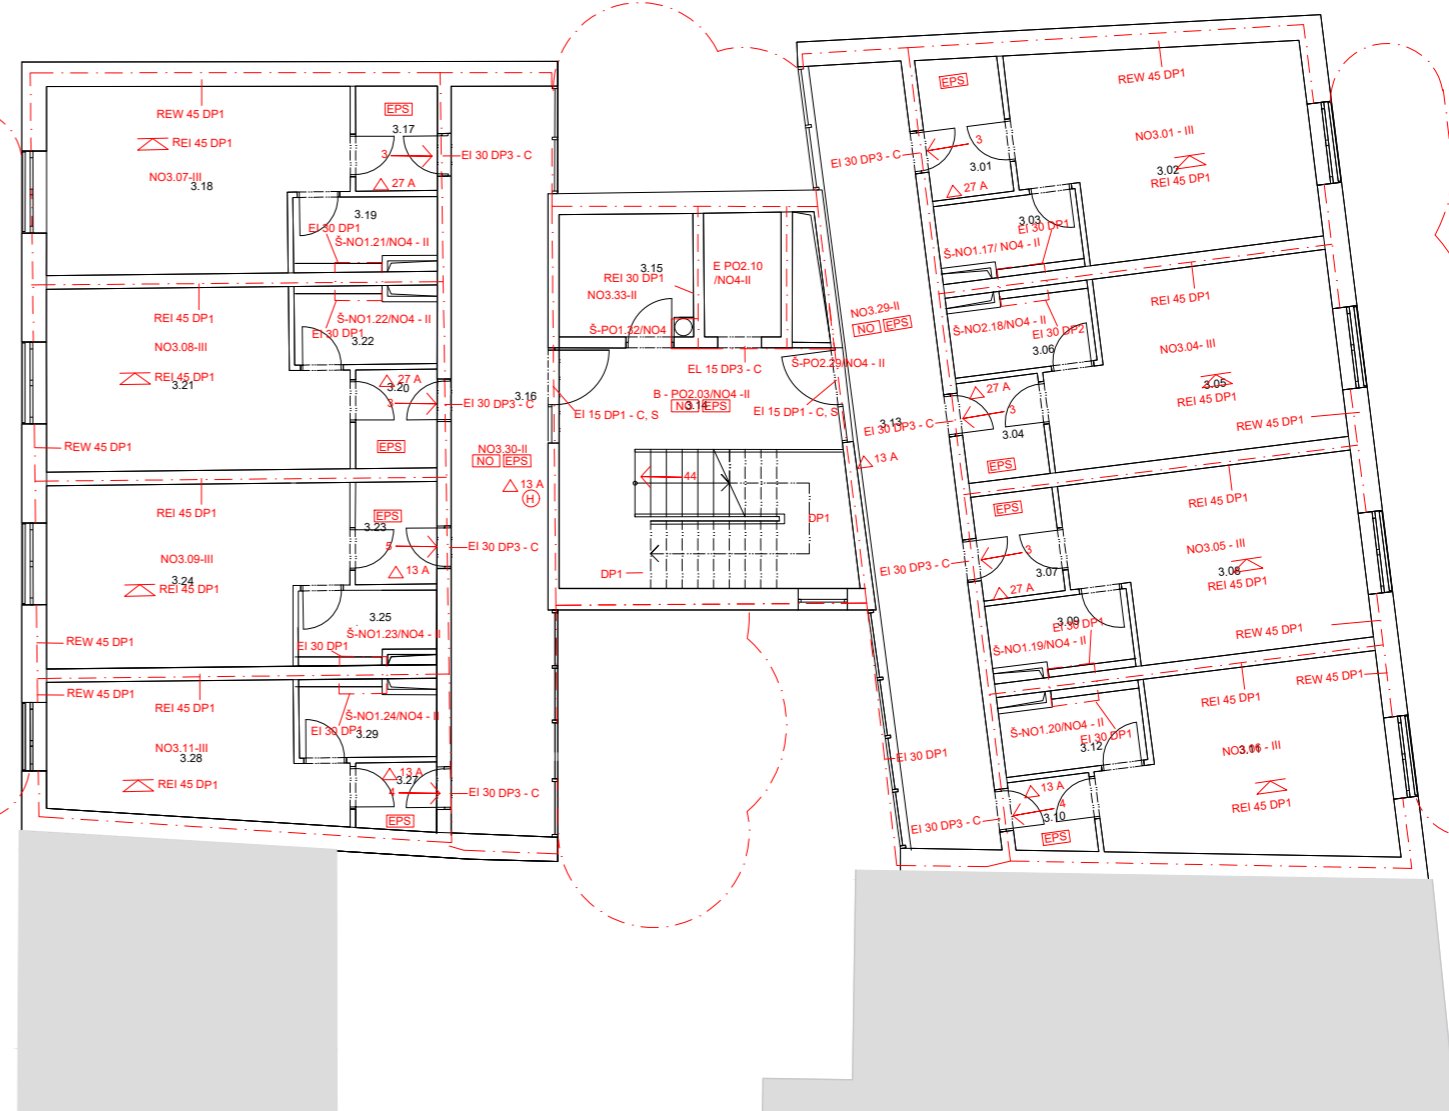 REW 45 DP1
REI 45 DP1
NO3.07-III
3.18
EPS
3.17
3
EI 30 DP3 - C
27 A
3.19
EI 30 DP1
Š-NO1.21/NO4 - II
REI 45 DP1
NO3.08-III
REI 45 DP1
3.21
REW 45 DP1
Š-NO1.22/NO4 - II
EI 30 DP1
3.22
27 A
3.20
3
EI 30 DP3 - C
EPS
REI 45 DP1
NO3.09-III
3.24
REI 45 DP1
REW 45 DP1
EPS
3.23
5
EI 30 DP3 - C
13 A
3.25
Š-NO1.23/NO4 - II
EI 30 DP1
REW 45 DP1
REI 45 DP1
NO3.11-III
3.28
REI 45 DP1
Š-NO1.24/NO4 - II
EI 30 DP1
3.29
13 A
3.27
4
EI 30 DP3 - C
EPS
3.16
NO3.30-II
NO EPS
13 A
H
3.15
REI 30 DP1
NO3.33-II
Š-PO1.32/NO4
E PO2.10
/NO4-II
EL 15 DP3 - C
Š-PO2.29/NO4 - II
B - PO2.03/NO4 -II
NO EPS
3.14
EI 15 DP1 - C, S
EI 15 DP1 - C, S
44
DP1
DP1
EI 30 DP3 - C
NO3.29-II
NO EPS
3.13
EI 30 DP3 - C
13 A
EI 30 DP3 - C
EI 30 DP1
EI 30 DP3 - C
EPS
3
3.01
27 A
REW 45 DP1
NO3.01 - III
3.02
REI 45 DP1
3.03
EI 30 DP1
Š-NO1.17/ NO4 - II
REI 45 DP1
Š-NO2.18/NO4 - II
EI 30 DP2
3.06
NO3.04- III
3.05
REI 45 DP1
REW 45 DP1
27 A
3
3.04
EPS
REI 45 DP1
EPS
3
3.07
27 A
NO3.05 - III
3.08
REI 45 DP1
REW 45 DP1
3.09
EI 30 DP1
Š-NO1.19/NO4 - II
REW 45 DP1
REI 45 DP1
Š-NO1.20/NO4 - II
EI 30 DP1
3.12
3.11
REI 45 DP1
13 A
4
3.10
EPS